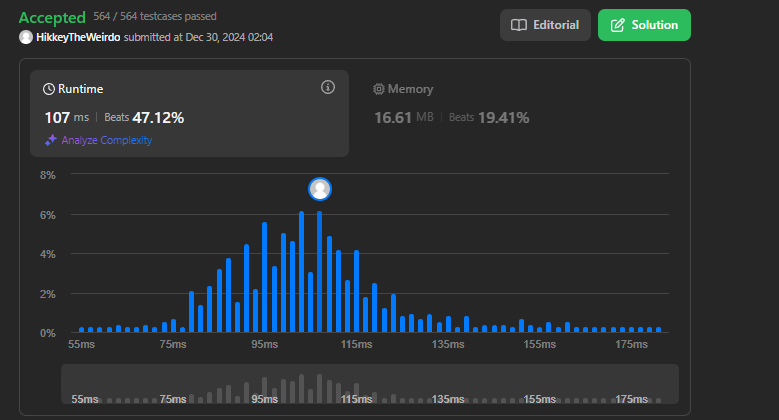 Accepted 564 / 564 testcases passed
HikkeyTheWeirdo submitted at Dec 30, 2024 02:04
Editorial
Solution
Runtime
107 ms | Beats 47.12%
Analyze Complexity
Memory
16.61 MB | Beats 19.41%
8%
6%
4%
2%
0%
55ms 75ms 95ms 115ms 135ms 155ms 175ms
55ms 75ms 95ms 115ms 135ms 155ms 175ms